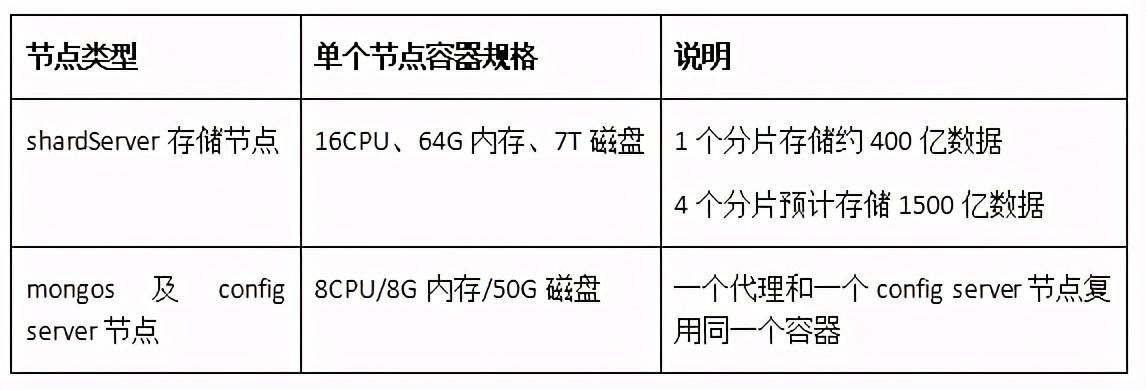 节点类型
单个节点容器规格
说明
shardServer 存储节点
16CPU、64G 内存、7T 磁盘
1 个分片存储约 400 亿数据
4 个分片预计存储 1500 亿数据
mongos 及 config
server 节点
8CPU/8G 内存/50G 磁盘
一个代理和一个 config server 节点复
用同一个容器